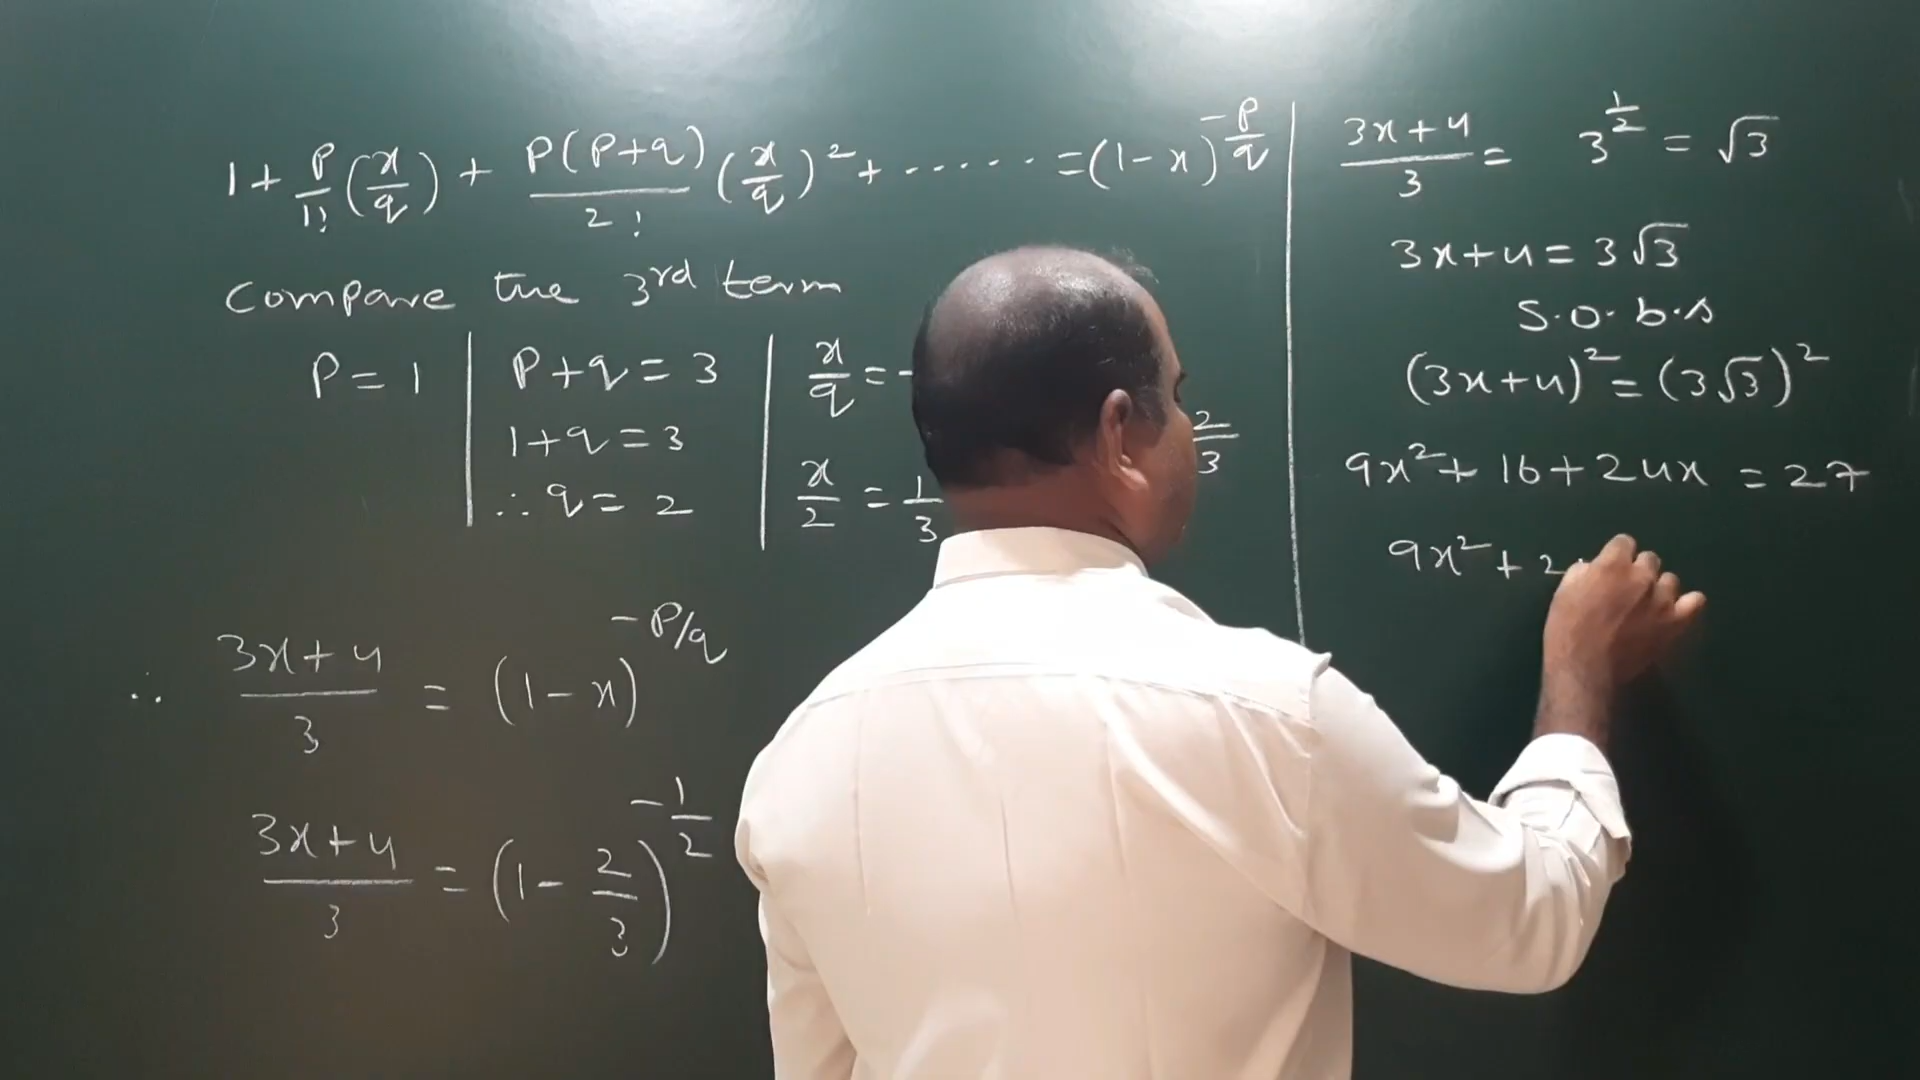 1 + P/1! (x/q) + P(P+q)/2! (x/q)² + ...... = (1-x)^(-P/q)
Compare the 3rd term
P = 1
P+q = 3
1+q = 3
∴ q = 2
x/q =
x/2 = 1/3
2/3
∴ (3x+4)/3 = (1-x)^(-P/q)
(3x+4)/3 = (1 - 2/3)^(-1/2)
(3x+4)/3 = 3^(1/2) = √3
3x+4 = 3√3
S.O.b.s
(3x+4)² = (3√3)²
9x² + 16 + 24x = 27
9x² + 2